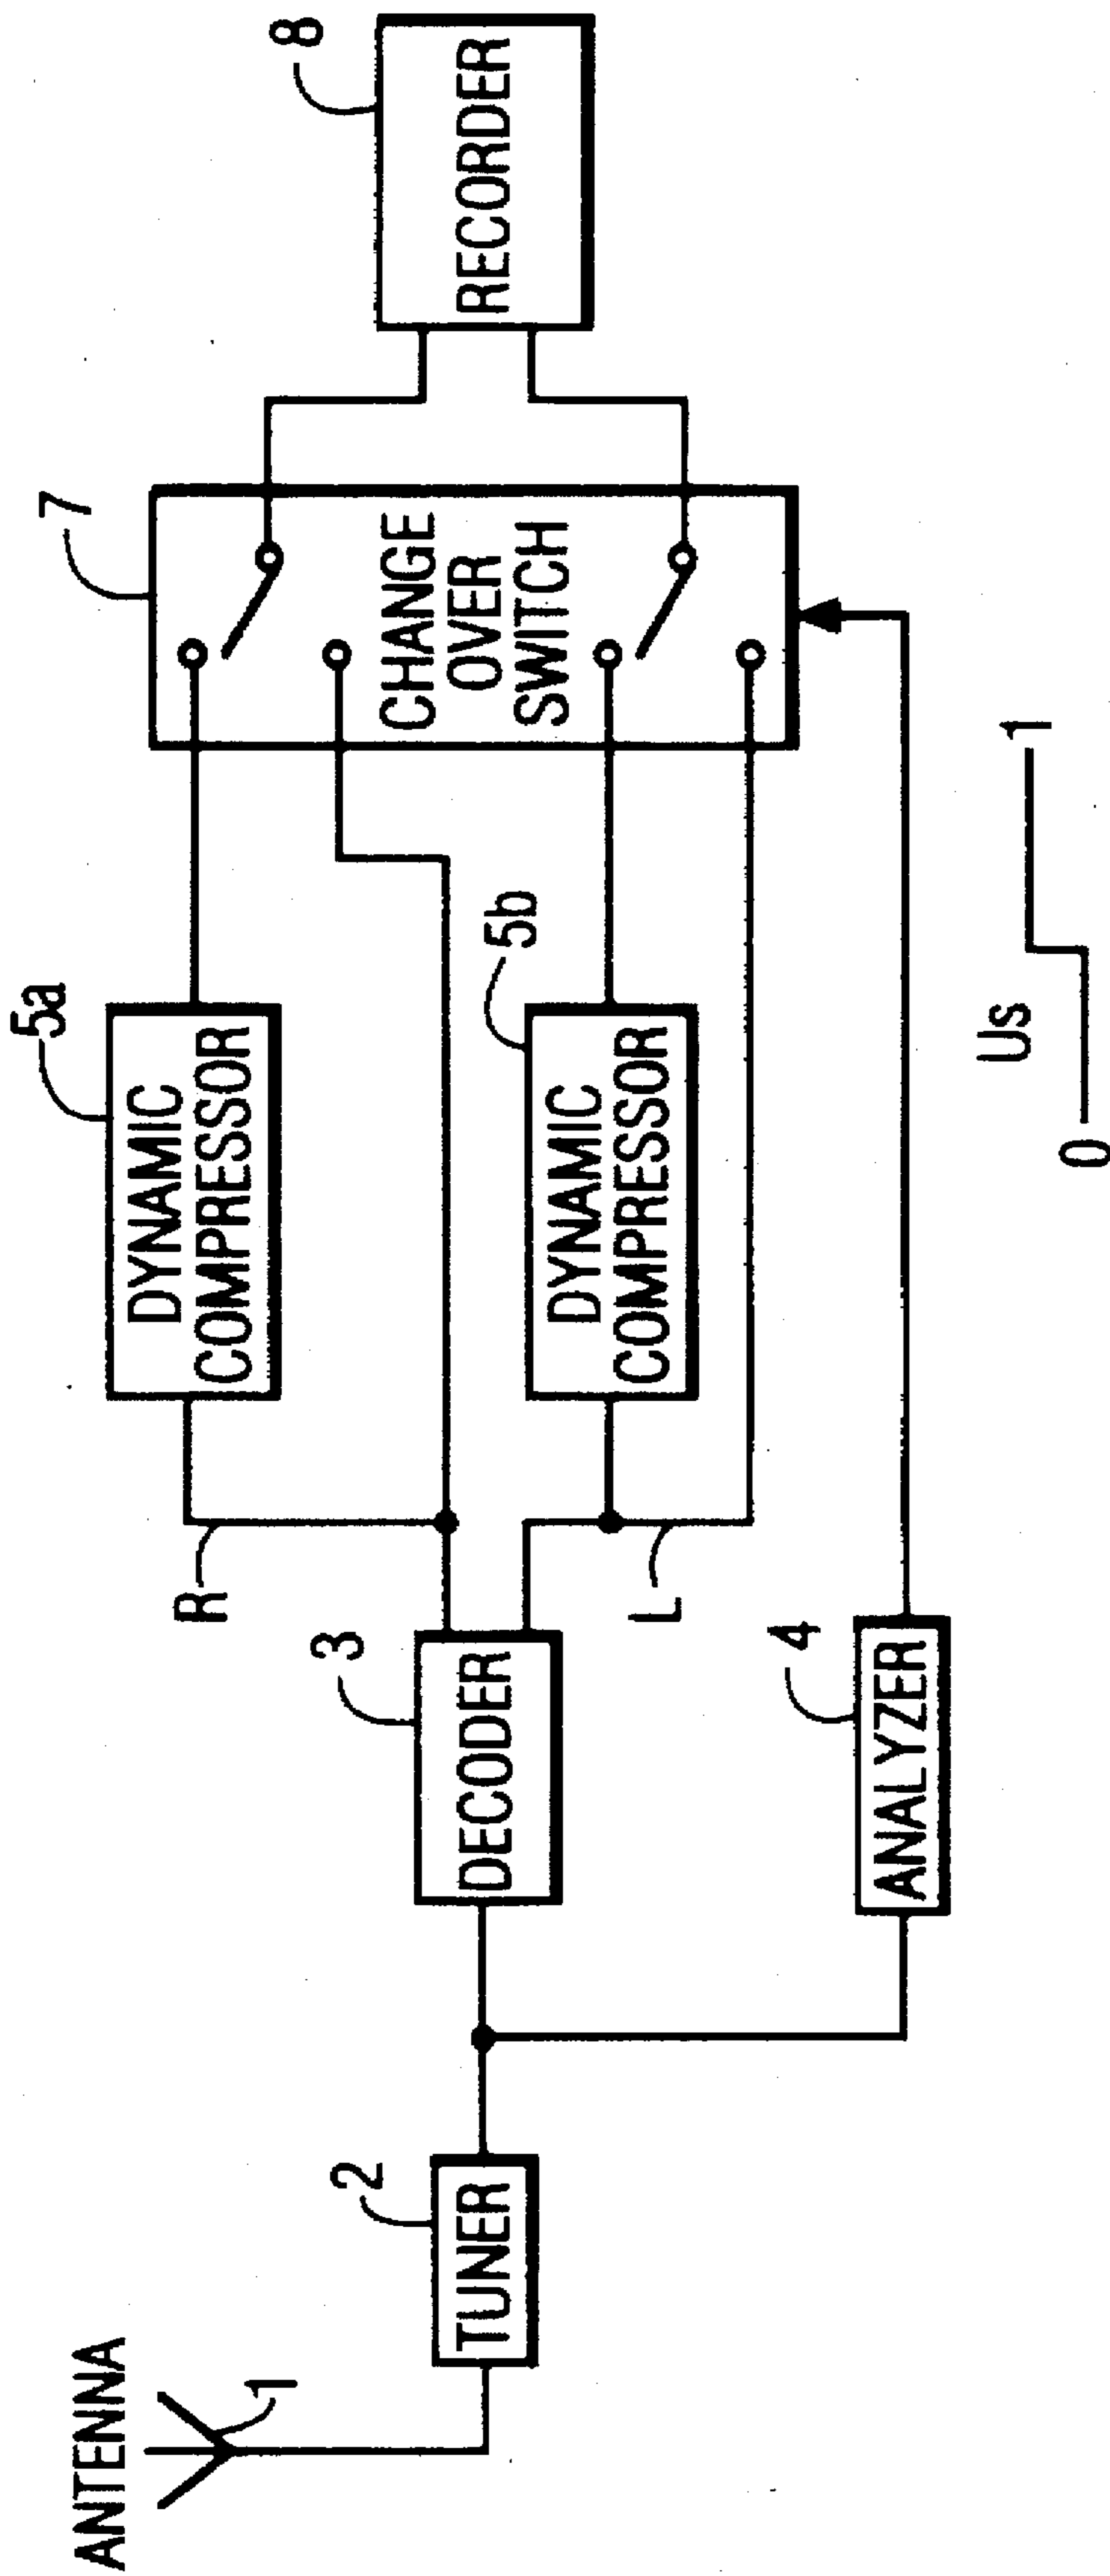 ANTENNA
1
TUNER
2
DECODER
3
ANALYZER
4
R
L
DYNAMIC
COMPRESSOR
5a
DYNAMIC
COMPRESSOR
5b
CHANGE
OVER
SWITCH
7
RECORDER
8
0
Us
1